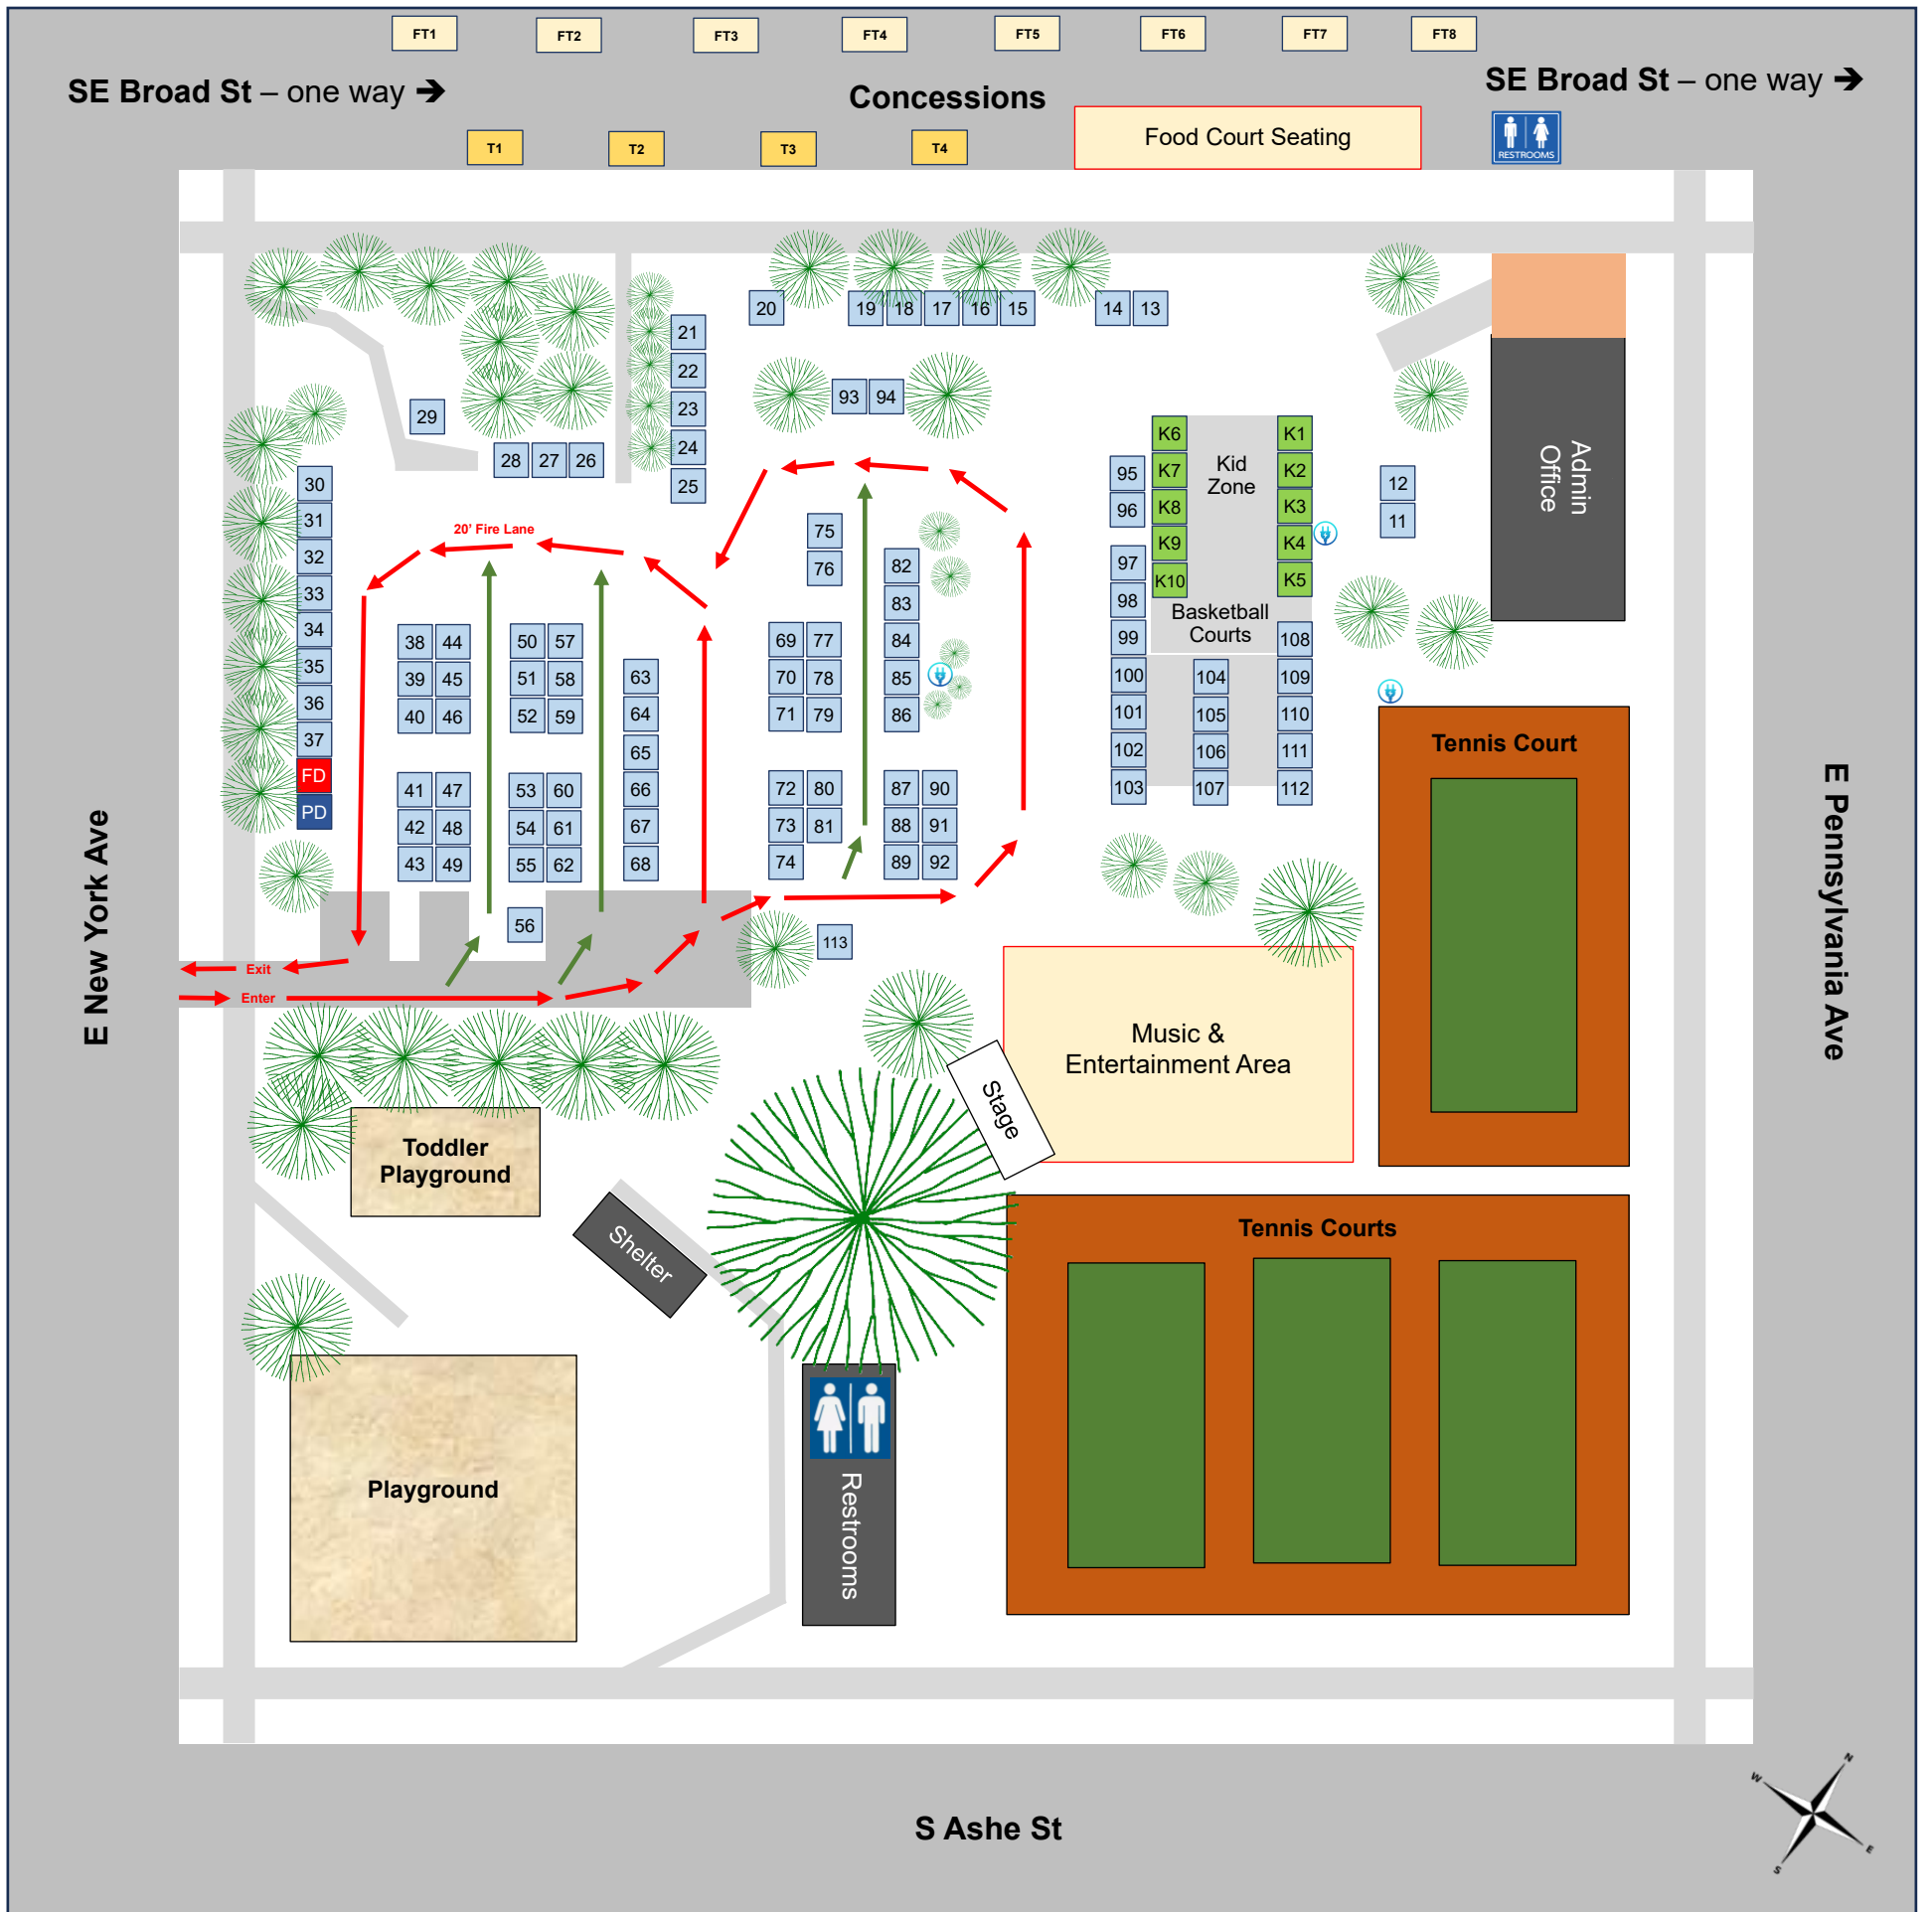 FT1
FT2
FT3
FT4
FT5
FT6
FT7
FT8
SE Broad St – one way ➔
Concessions
SE Broad St – one way ➔
T1
T2
T3
T4
Food Court Seating
RESTROOMS
20
19
18
17
16
15
14
13
21
22
23
24
25
93
94
29
28
27
26
30
31
32
33
34
35
36
37
FD
PD
20' Fire Lane
38
44
39
45
40
46
41
47
42
48
43
49
50
57
51
58
52
59
53
60
54
61
55
62
56
63
64
65
66
67
68
75
76
69
77
70
78
71
79
72
80
73
81
74
82
83
84
85
86
87
90
88
91
89
92
113
95
96
97
98
99
100
101
102
103
K6
K7
K8
K9
K10
Kid
Zone
K1
K2
K3
K4
K5
Basketball
Courts
104
105
106
107
108
109
110
111
112
12
11
Admin
Office
Tennis Court
E New York Ave
E Pennsylvania Ave
Exit
Enter
Music &
Entertainment Area
Stage
Toddler
Playground
Shelter
Tennis Courts
Playground
Restrooms
S Ashe St
N
W
E
S